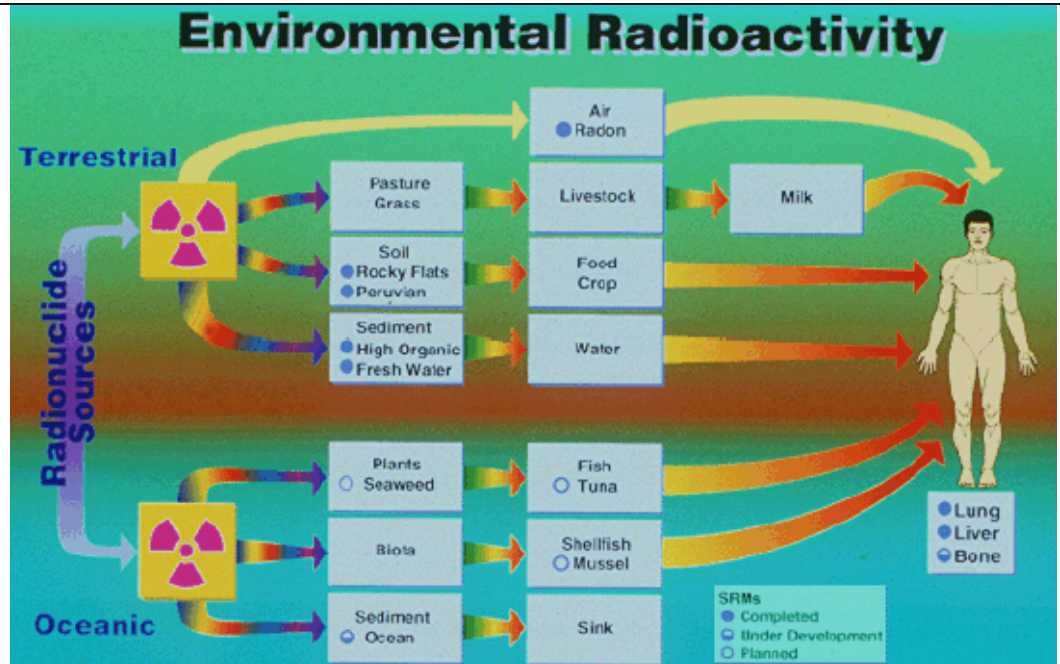 Environmental Radioactivity
Terrestrial
Radionuclide
Sources
Oceanic
Air
Radon
Pasture
Grass
Livestock
Milk
Soil
Rocky Flats
Peruvian
Food
Crop
Sediment
High Organic
Fresh Water
Water
Plants
Seaweed
Fish
Tuna
Biota
Shellfish
Mussel
Sediment
Ocean
Sink
Lung
Liver
Bone
SRMs
Completed
Under Development
Planned